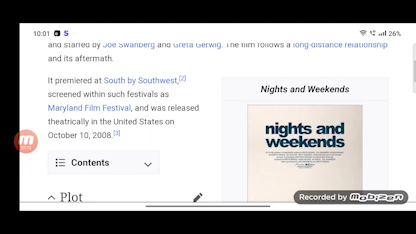 10:01 S 26%
and starred by Joe Swanberg and Greta Gerwig. The film follows a long-distance relationship
and its aftermath.
It premiered at South by Southwest,[2]
screened within such festivals as
Maryland Film Festival, and was released
theatrically in the United States on
October 10, 2008.[3]
Contents
Plot
Nights and Weekends
nights and
weekends
Recorded by Mobizen